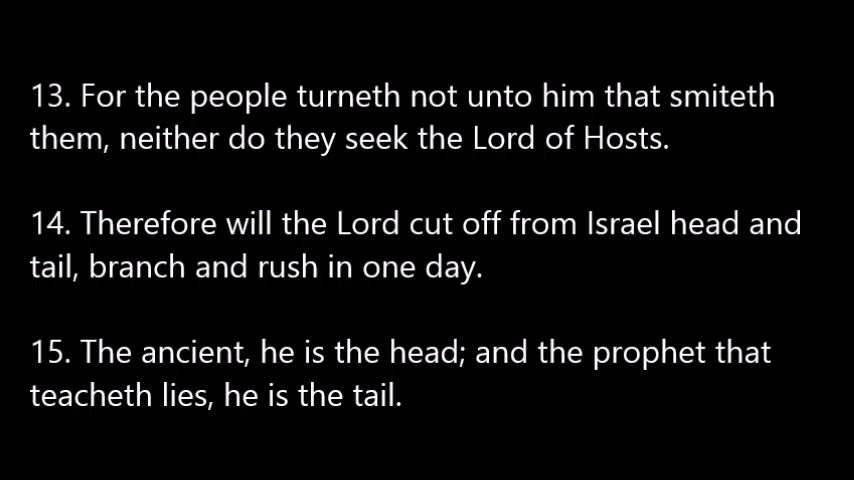 13. For the people turneth not unto him that smiteth
them, neither do they seek the Lord of Hosts.
14. Therefore will the Lord cut off from Israel head and
tail, branch and rush in one day.
15. The ancient, he is the head; and the prophet that
teacheth lies, he is the tail.